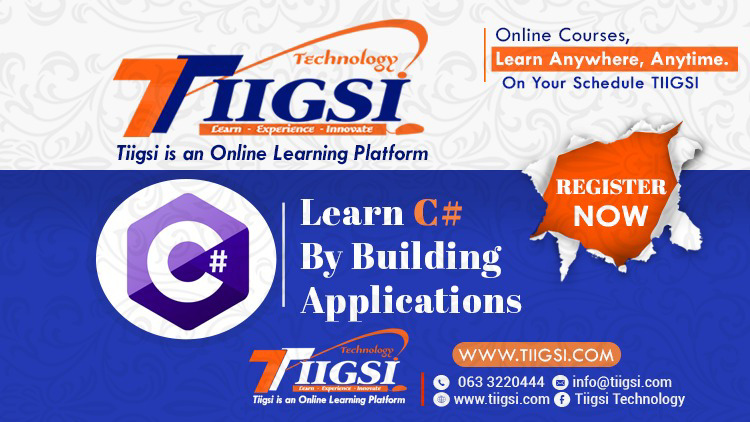 Technology
TIIGSI
Learn - Experience - Innovate
Tiigsi is an Online Learning Platform
Online Courses,
Learn Anywhere, Anytime.
On Your Schedule TIIGSI
REGISTER
NOW
C#
Learn C#
By Building
Applications
Technology
TIIGSI
Learn - Experience - Innovate
Tiigsi is an Online Learning Platform
WWW.TIIGSI.COM
063 3220444 info@tiigsi.com
www.tiigsi.com Tiigsi Technology